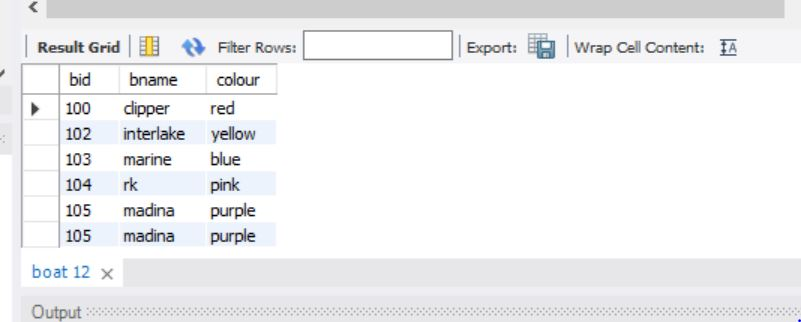 Result Grid Filter Rows: Export: Wrap Cell Content: IA
bid bname colour
100 clipper red
102 interlake yellow
103 marine blue
104 rk pink
105 madina purple
105 madina purple
boat 12
Output